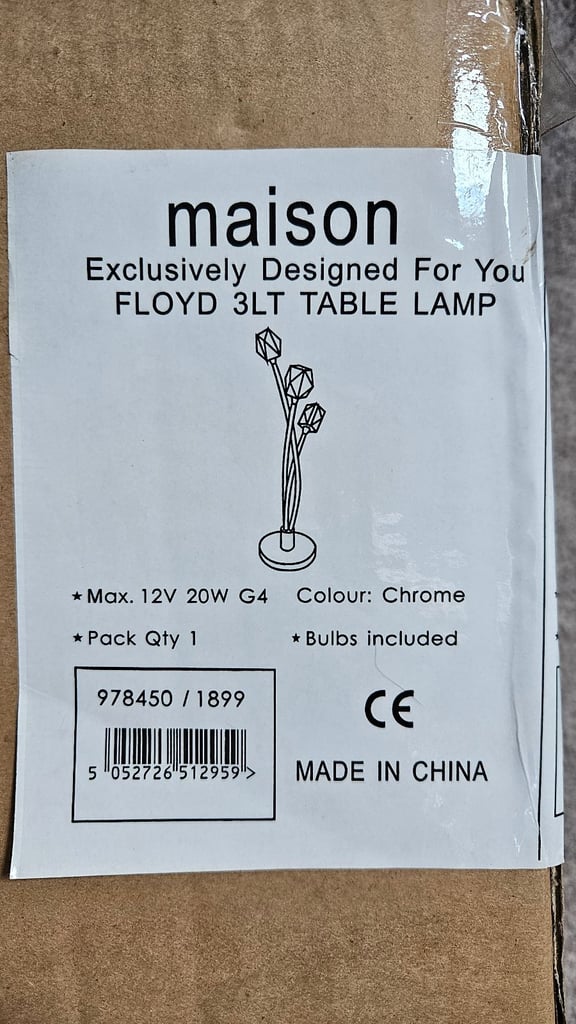 maison
Exclusively Designed For You
FLOYD 3LT TABLE LAMP
★Max. 12V 20W G4 Colour: Chrome
★Pack Qty 1 ★Bulbs included
978450 / 1899
5 052726 512959 >
CE
MADE IN CHINA